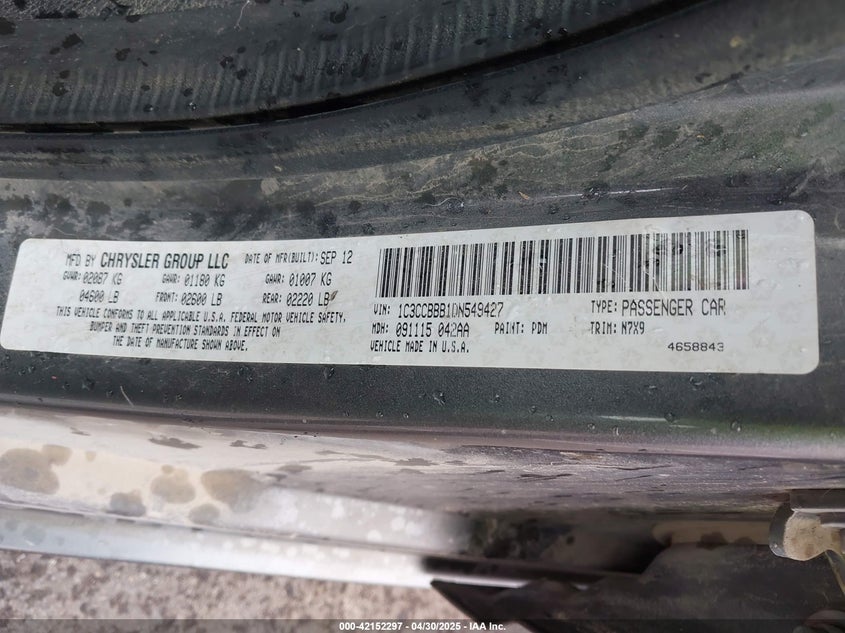 MFD BY CHRYSLER GROUP LLC DATE OF MFR(BUILT): SEP 12
GVWR: 02087 KG GAWR: 01180 KG GAWR: 01007 KG
04600 LB FRONT: 02600 LB REAR: 02220 LB
THIS VEHICLE CONFORMS TO ALL APPLICABLE U.S.A. FEDERAL MOTOR VEHICLE SAFETY,
BUMPER AND THEFT PREVENTION STANDARDS IN EFFECT ON
THE DATE OF MANUFACTURE SHOWN ABOVE.
VIN: 1C3CCBBB1DN549427 TYPE: PASSENGER CAR
MDH: 091115 042AA PAINT: PDM TRIM: N7X9
VEHICLE MADE IN U.S.A. 4658843
000-42152297 - 04/30/2025 - IAA Inc.